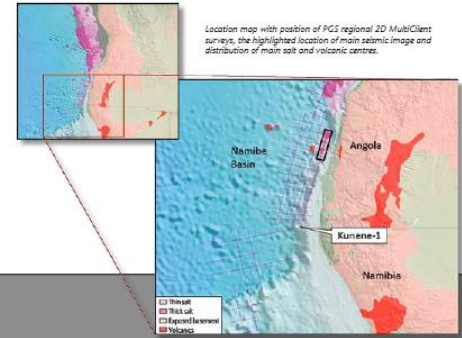 Location map with position of PGS regional 2D MultiClient
surveys, the highlighted location of main seismic image and
distribution of main salt and volcanic centres.
Namibe
Basin
Angola
Kunene-1
Namibia
Thin salt
Thick salt
Exposed basement
Volcanics